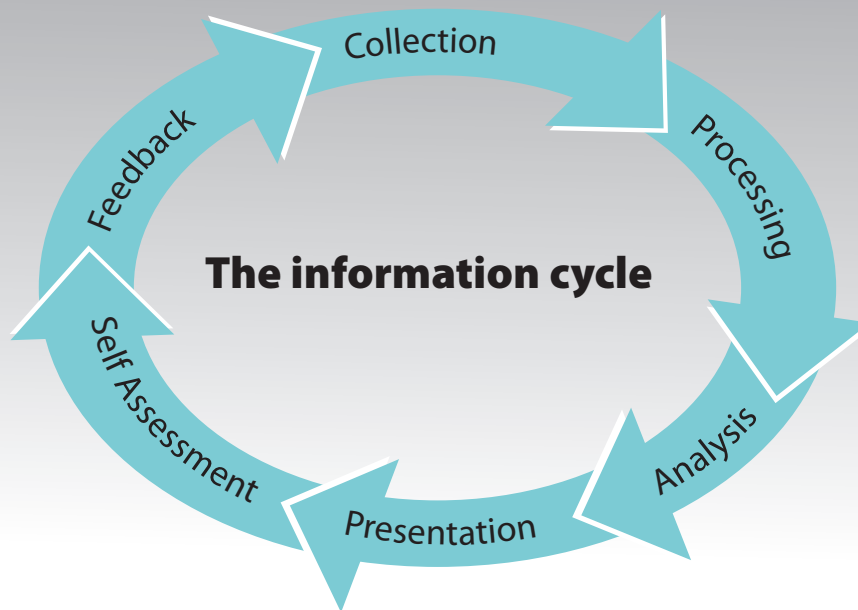 Collection
Processing
Analysis
Presentation
Self Assessment
Feedback
The information cycle